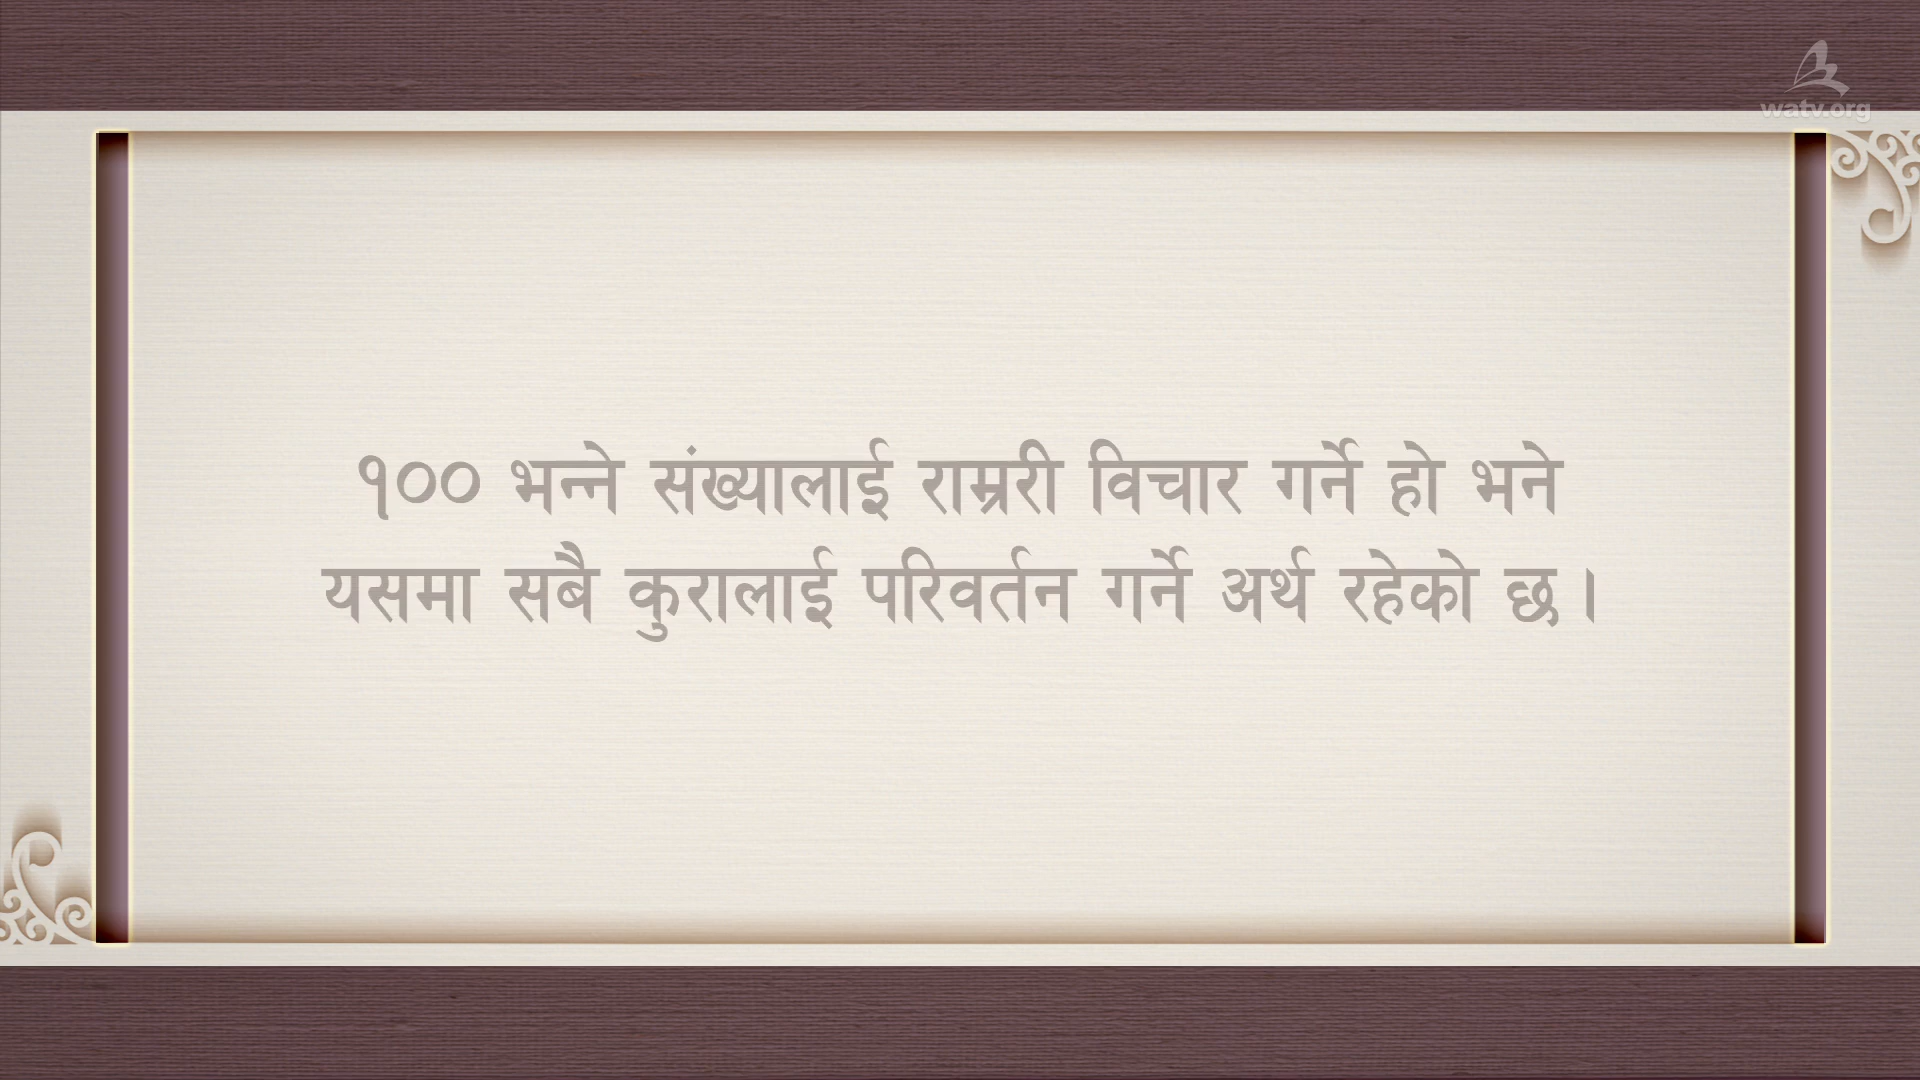 watv.org
१०० भन्ने संख्यालाई राम्ररी विचार गर्ने हो भने
यसमा सबै कुरालाई परिवर्तन गर्ने अर्थ रहेको छ।